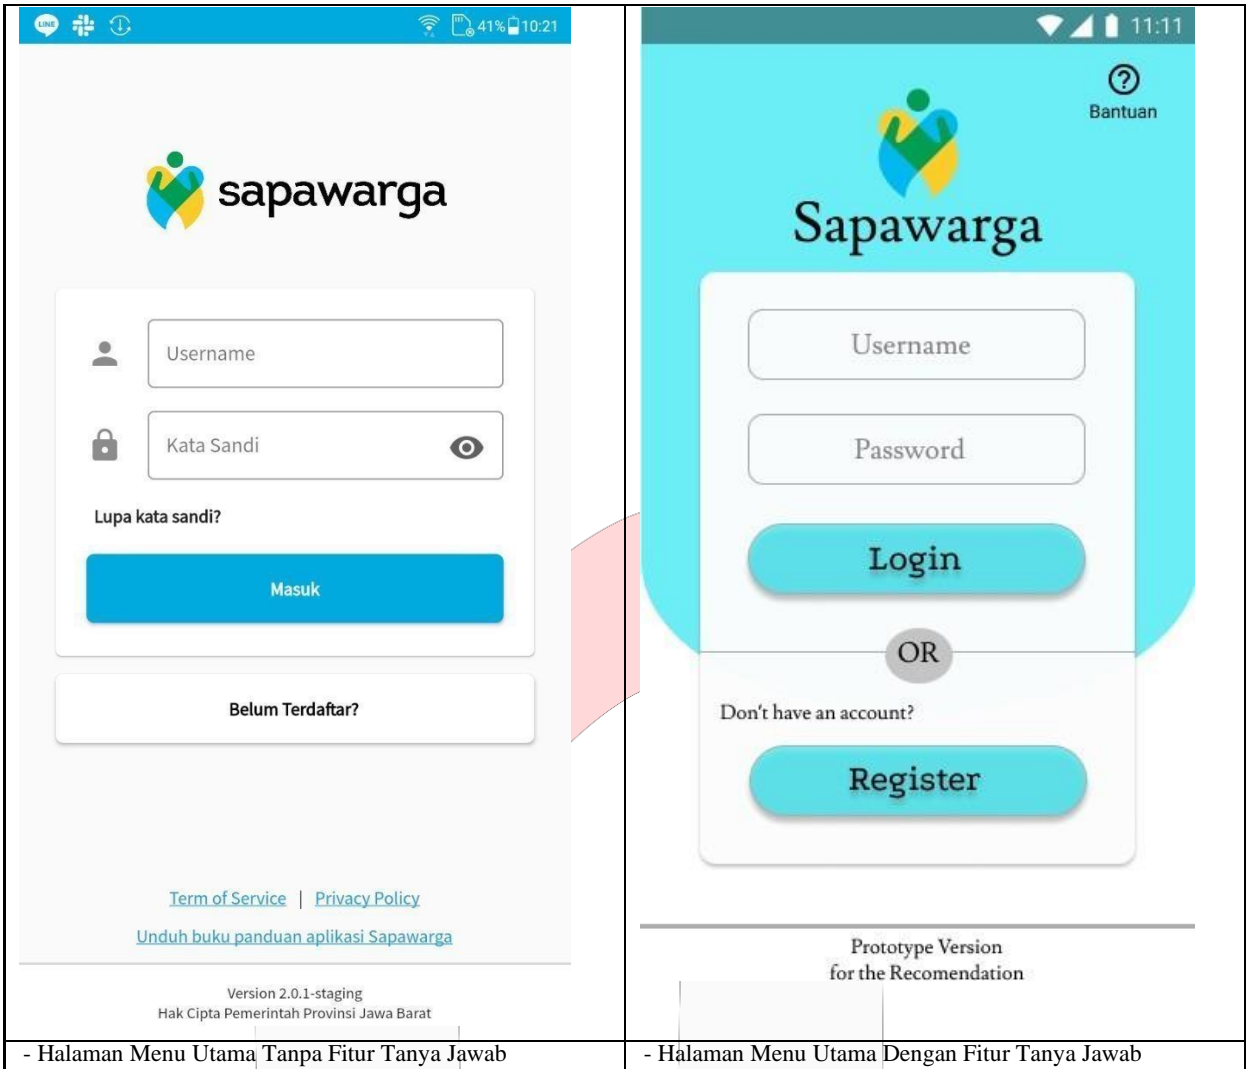 LINE
41% 10:21
sapawarga
Username
Kata Sandi
Lupa kata sandi?
Masuk
Belum Terdaftar?
Term of Service | Privacy Policy
Unduh buku panduan aplikasi Sapawarga
Version 2.0.1-staging
Hak Cipta Pemerintah Provinsi Jawa Barat
- Halaman Menu Utama Tanpa Fitur Tanya Jawab
11:11
Bantuan
Sapawarga
Username
Password
Login
OR
Don't have an account?
Register
Prototype Version
for the Recomendation
- Halaman Menu Utama Dengan Fitur Tanya Jawab